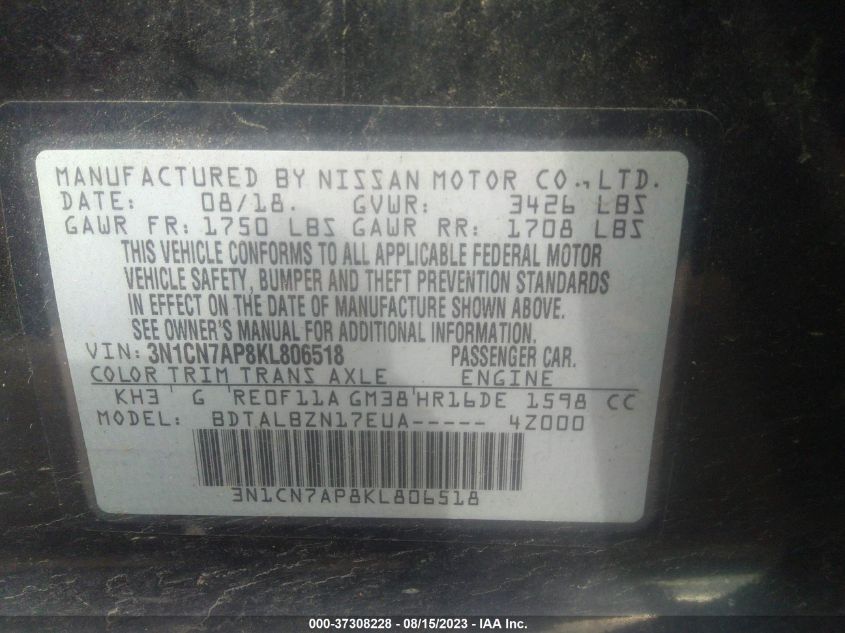 MANUFACTURED BY NISSAN MOTOR CO., LTD.
DATE: 08/18. GVWR: 3426 LBS
GAWR FR: 1750 LBS GAWR RR: 1708 LBS
THIS VEHICLE CONFORMS TO ALL APPLICABLE FEDERAL MOTOR
VEHICLE SAFETY, BUMPER AND THEFT PREVENTION STANDARDS
IN EFFECT ON THE DATE OF MANUFACTURE SHOWN ABOVE.
SEE OWNER'S MANUAL FOR ADDITIONAL INFORMATION.
VIN: 3N1CN7AP8KL806518 PASSENGER CAR.
COLOR TRIM TRANS AXLE ENGINE
KH3 G RE0F11A GM38 HR16DE 1598 CC
MODEL: BDTALBZN17EUA----- 4Z000
3N1CN7AP8KL806518
000-37308228 - 08/15/2023 - IAA Inc.